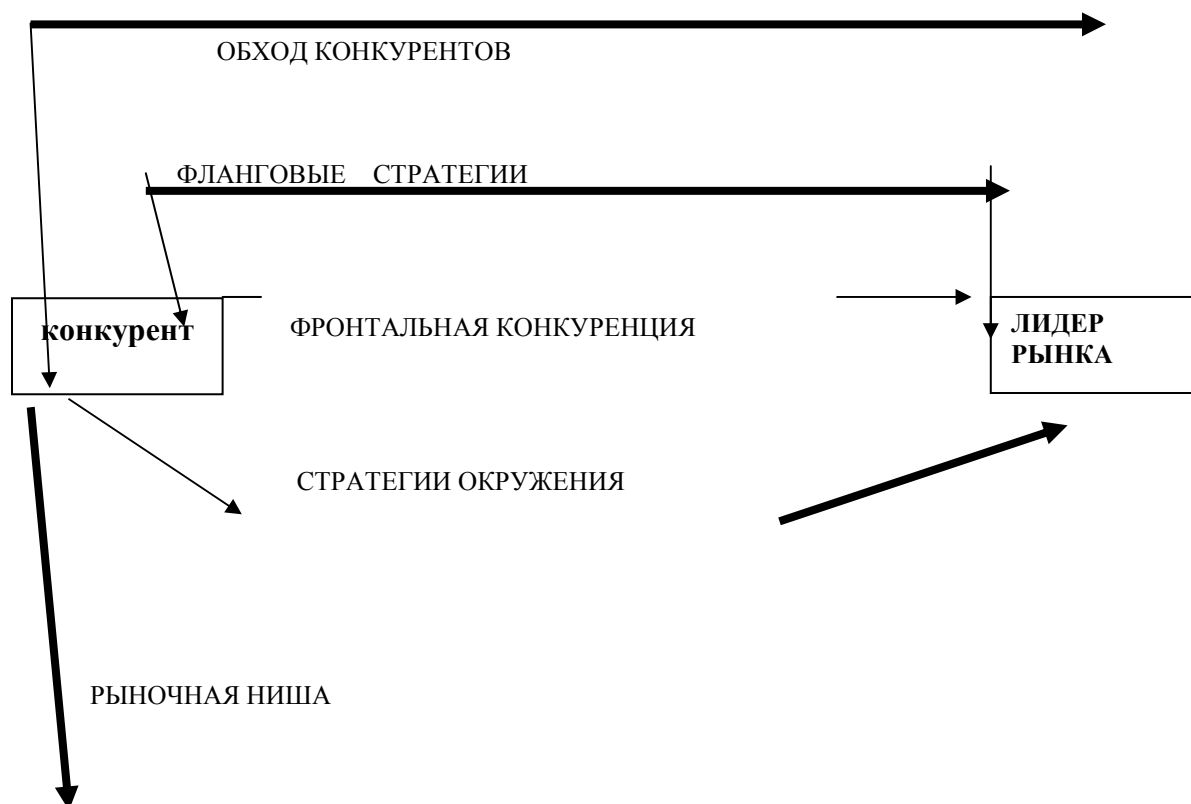 ОБХОД КОНКУРЕНТОВ
ФЛАНГОВЫЕ СТРАТЕГИИ
конкурент
ФРОНТАЛЬНАЯ КОНКУРЕНЦИЯ
ЛИДЕР
РЫНКА
СТРАТЕГИИ ОКРУЖЕНИЯ
РЫНОЧНАЯ НИША